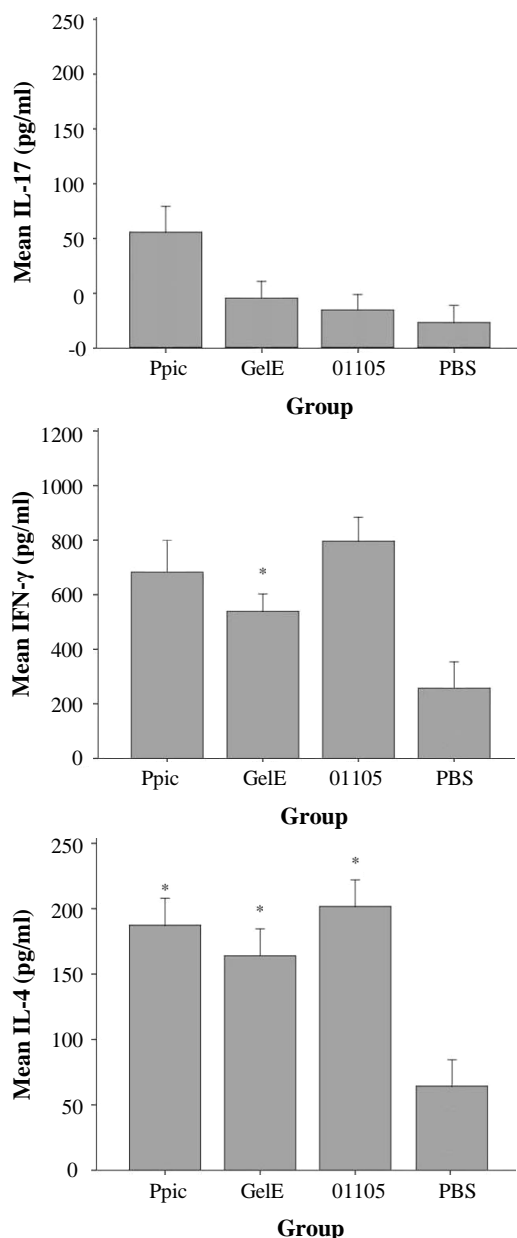 250
200
150
100
50
0
-0
Mean IL-17 (pg/ml)
Ppic GelE 01105 PBS
Group
1200
1000
800
600
400
200
0
Mean IFN-γ (pg/ml)
*
Ppic GelE 01105 PBS
Group
250
200
150
100
50
0
Mean IL-4 (pg/ml)
* * *
Ppic GelE 01105 PBS
Group